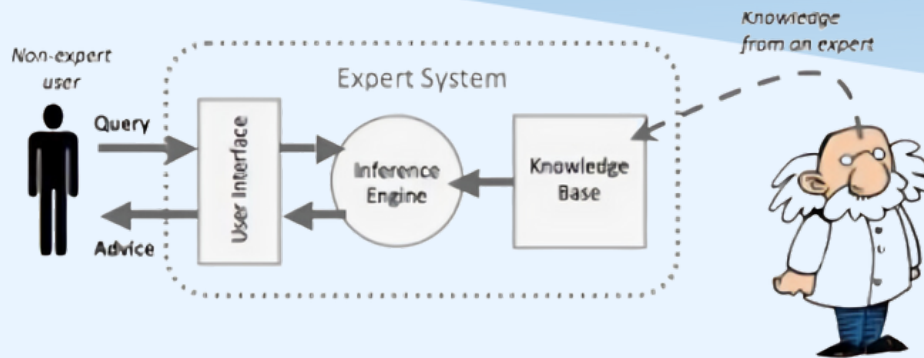 Knowledge
from an expert
Non-expert
user
Expert System
Query
User Interface
Inference
Engine
Knowledge
Base
Advice